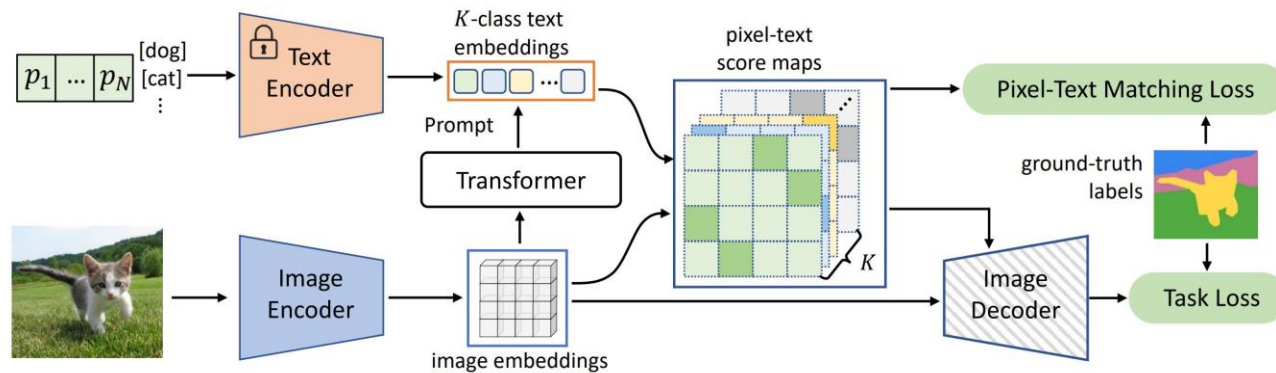 p₁ ... p_N
[dog]
[cat]
⋮
Text
Encoder
K-class text
embeddings
...
Prompt
Transformer
Image
Encoder
image embeddings
pixel-text
score maps
...
K
Image
Decoder
Pixel-Text Matching Loss
ground-truth
labels
Task Loss